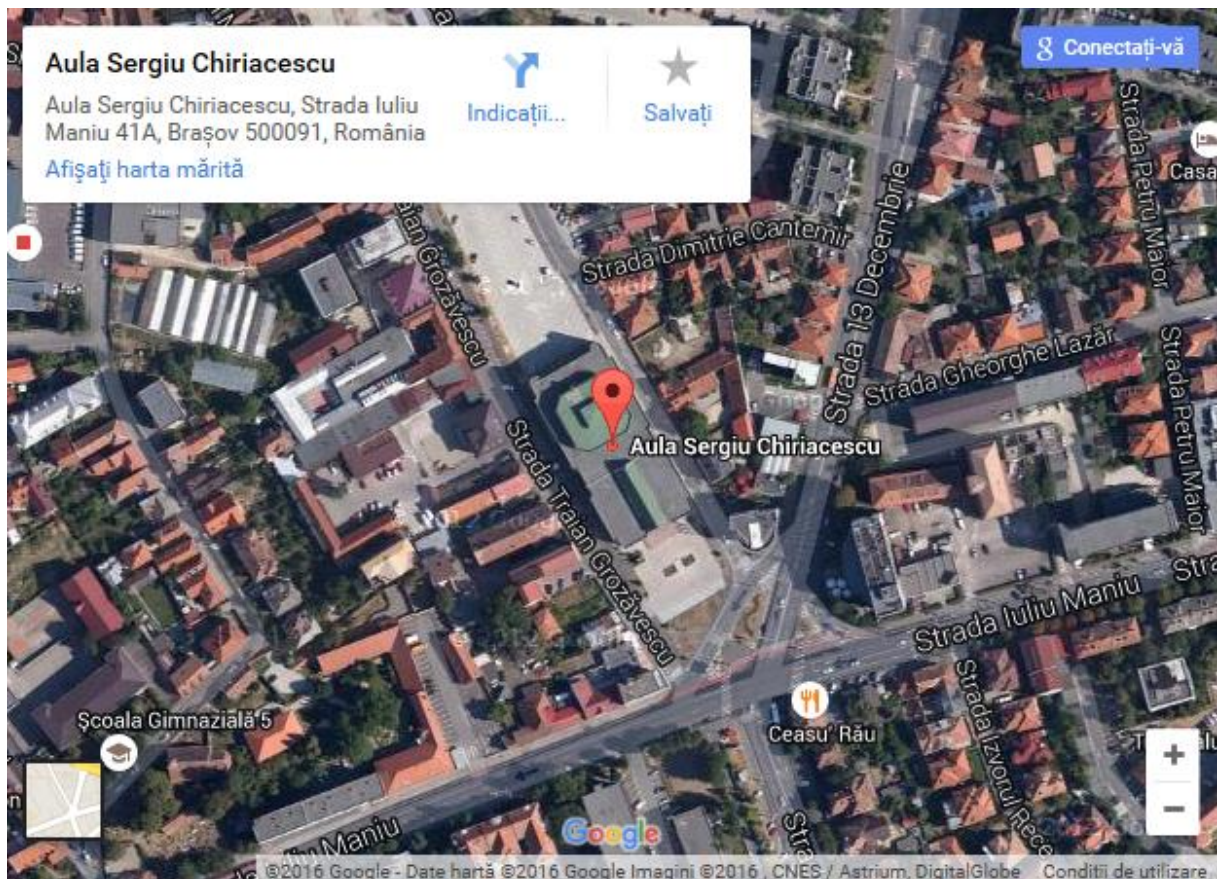 Aula Sergiu Chiriacescu
Aula Sergiu Chiriacescu, Strada Iuliu
Maniu 41A, Brașov 500091, România
Afișați harta mărită
Indicații...
Salvați
Conectați-vă
Strada Petru Maior
Casa
Strada Dimitrie Cantemir
Strada 13 Decembrie
Grozăvescu
Strada Gheorghe Lazăr
Strada Petru Maior
Aula Sergiu Chiriacescu
Strada Traian Grozăvescu
Strada Iuliu Maniu
Școala Gimnazială 5
Ceasu' Rău
Strada Izvorul Rece
Maniu
Google
©2016 Google - Date hartă ©2016 Google Imagini ©2016 , CNES / Astrium, DigitalGlobe
Condiții de utilizare